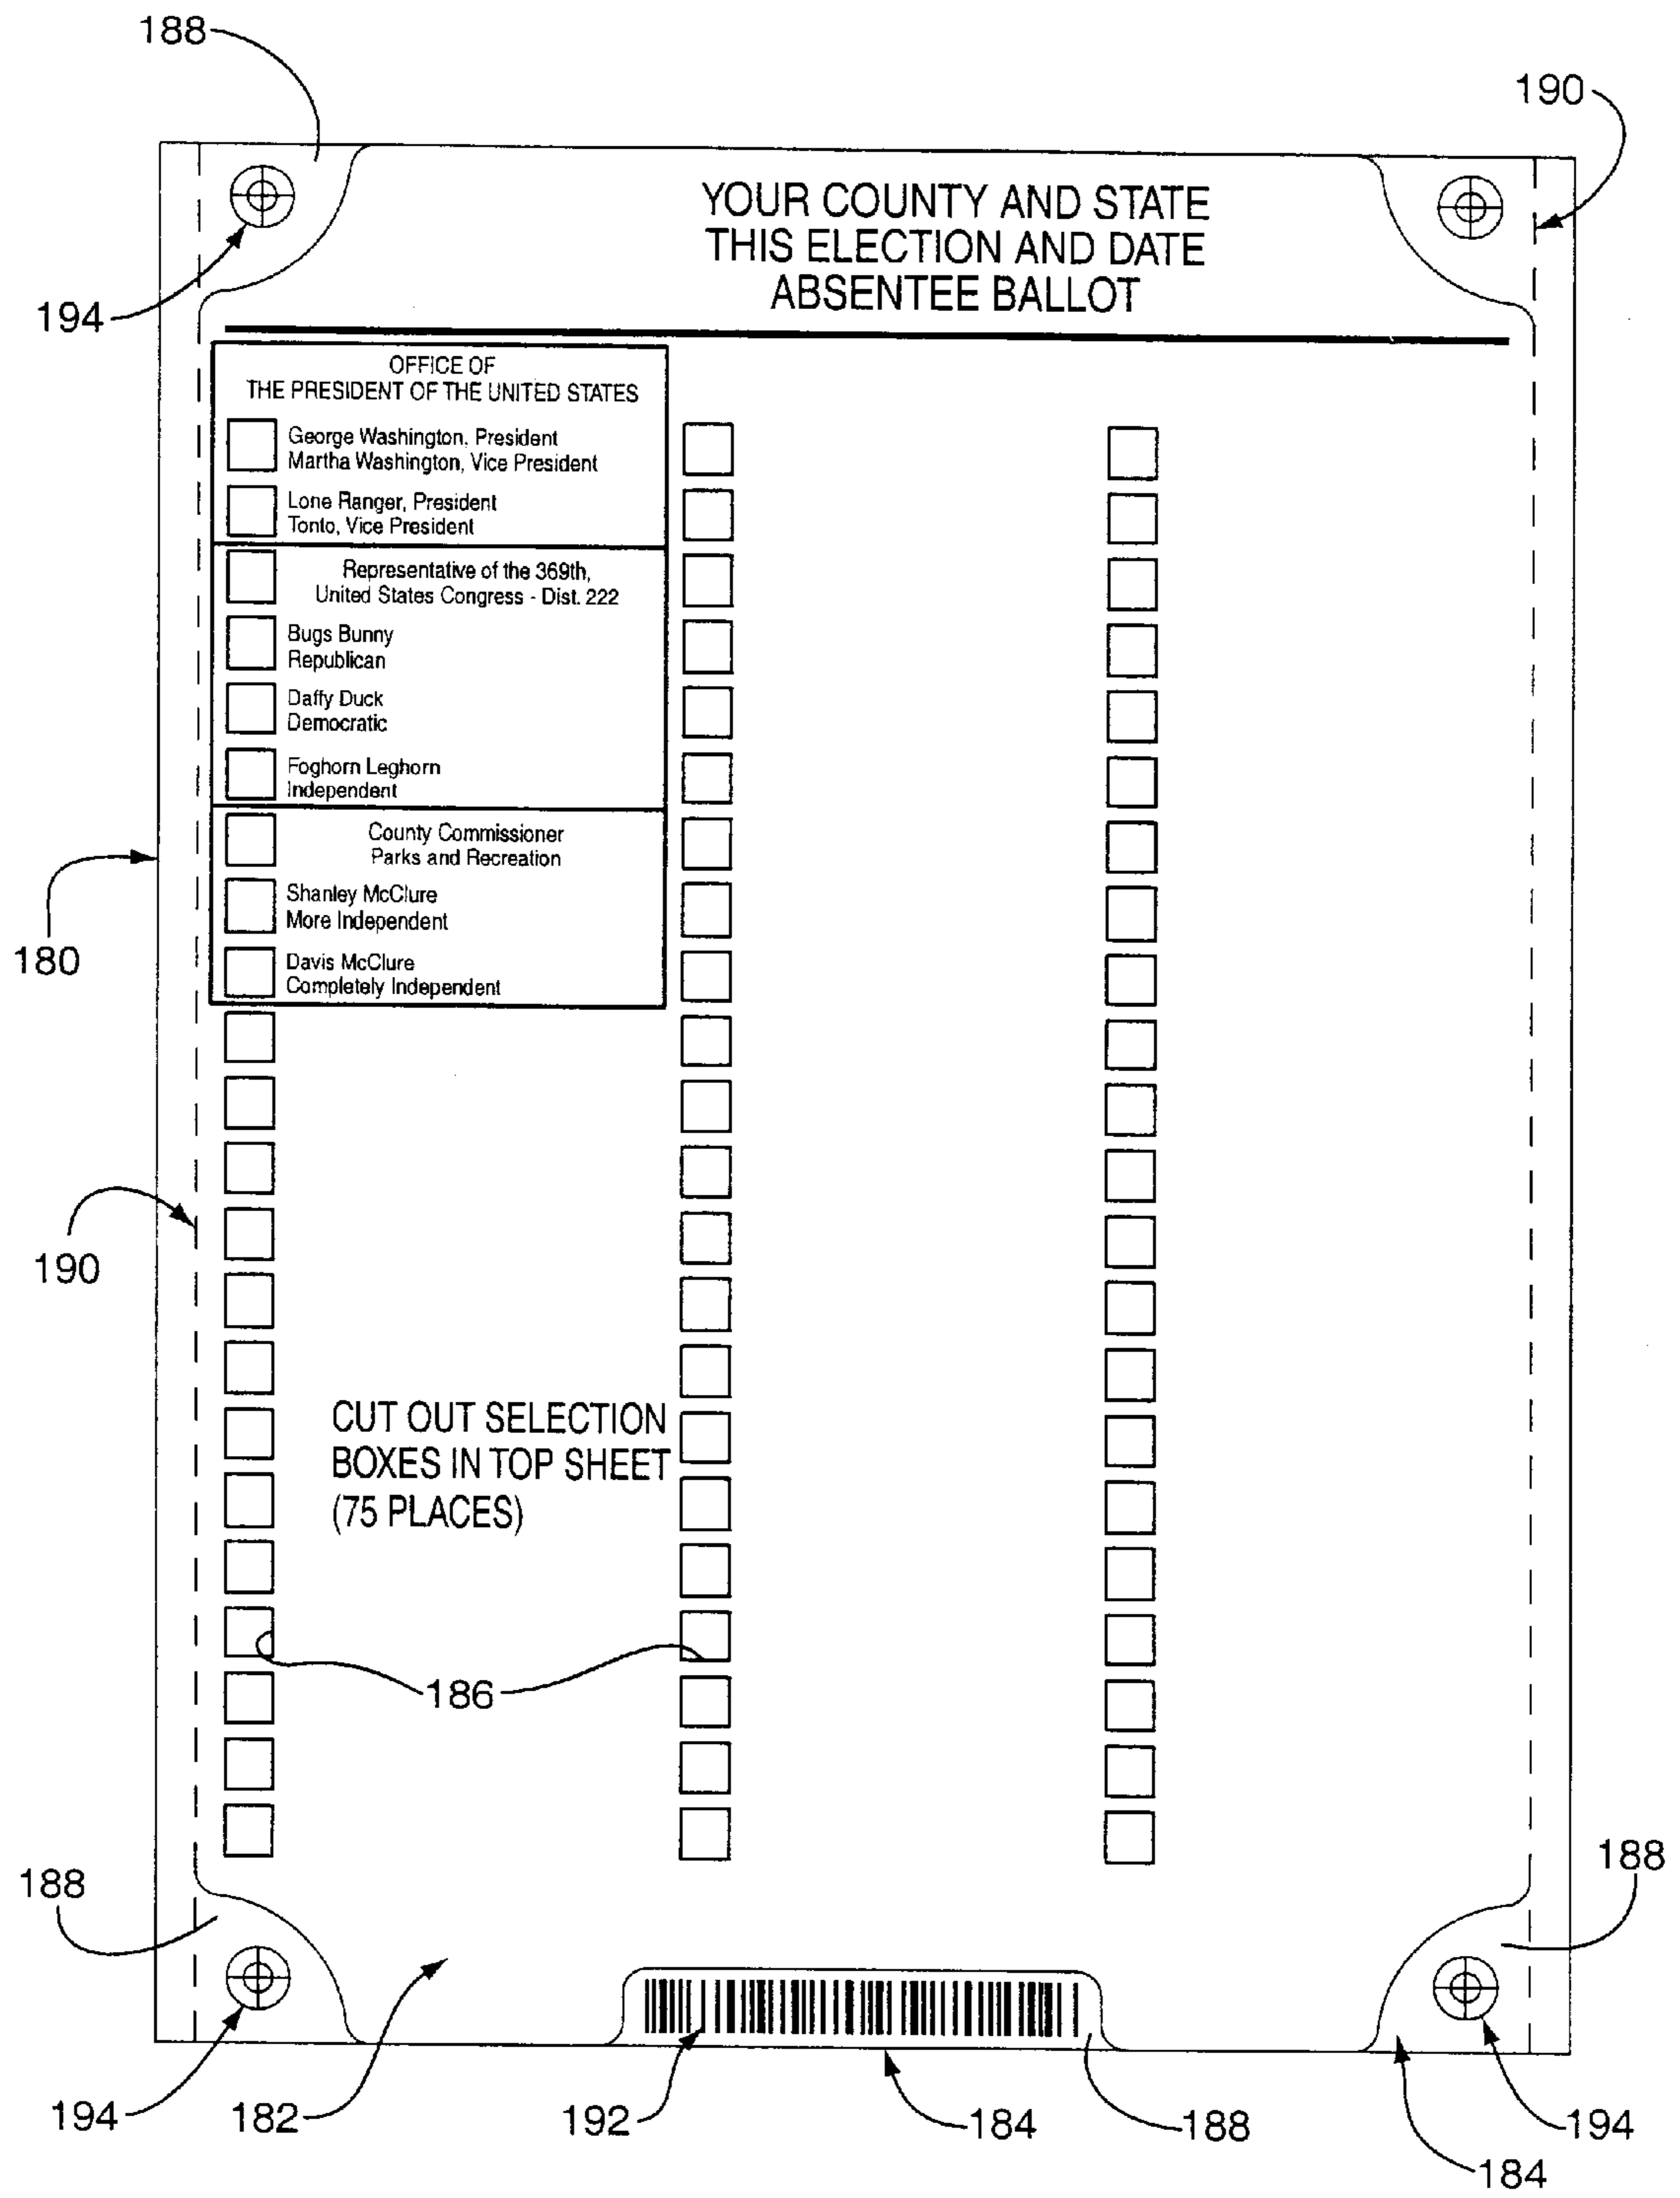 188
190
YOUR COUNTY AND STATE
THIS ELECTION AND DATE
ABSENTEE BALLOT
194
OFFICE OF
THE PRESIDENT OF THE UNITED STATES
George Washington, President
Martha Washington, Vice President
Lone Ranger, President
Tonto, Vice President
Representative of the 369th,
United States Congress - Dist. 222
Bugs Bunny
Republican
Daffy Duck
Democratic
Foghorn Leghorn
Independent
County Commissioner
Parks and Recreation
Shanley McClure
More Independent
180
Davis McClure
Completely Independent
190
CUT OUT SELECTION
BOXES IN TOP SHEET
(75 PLACES)
186
188
188
194
182
192
184
188
194
184